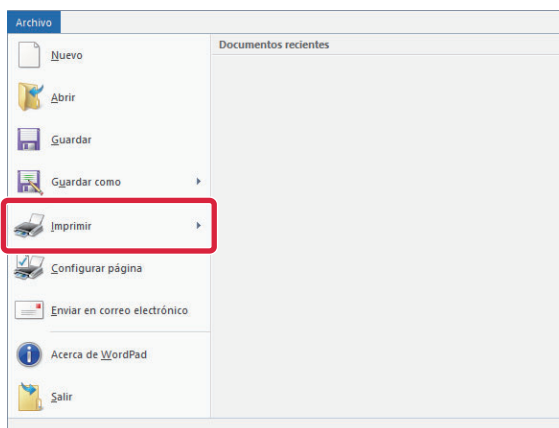 Archivo
Documentos recientes
Nuevo
Abrir
Guardar
Guardar como
Imprimir
Configurar página
Enviar en correo electrónico
Acerca de WordPad
Salir